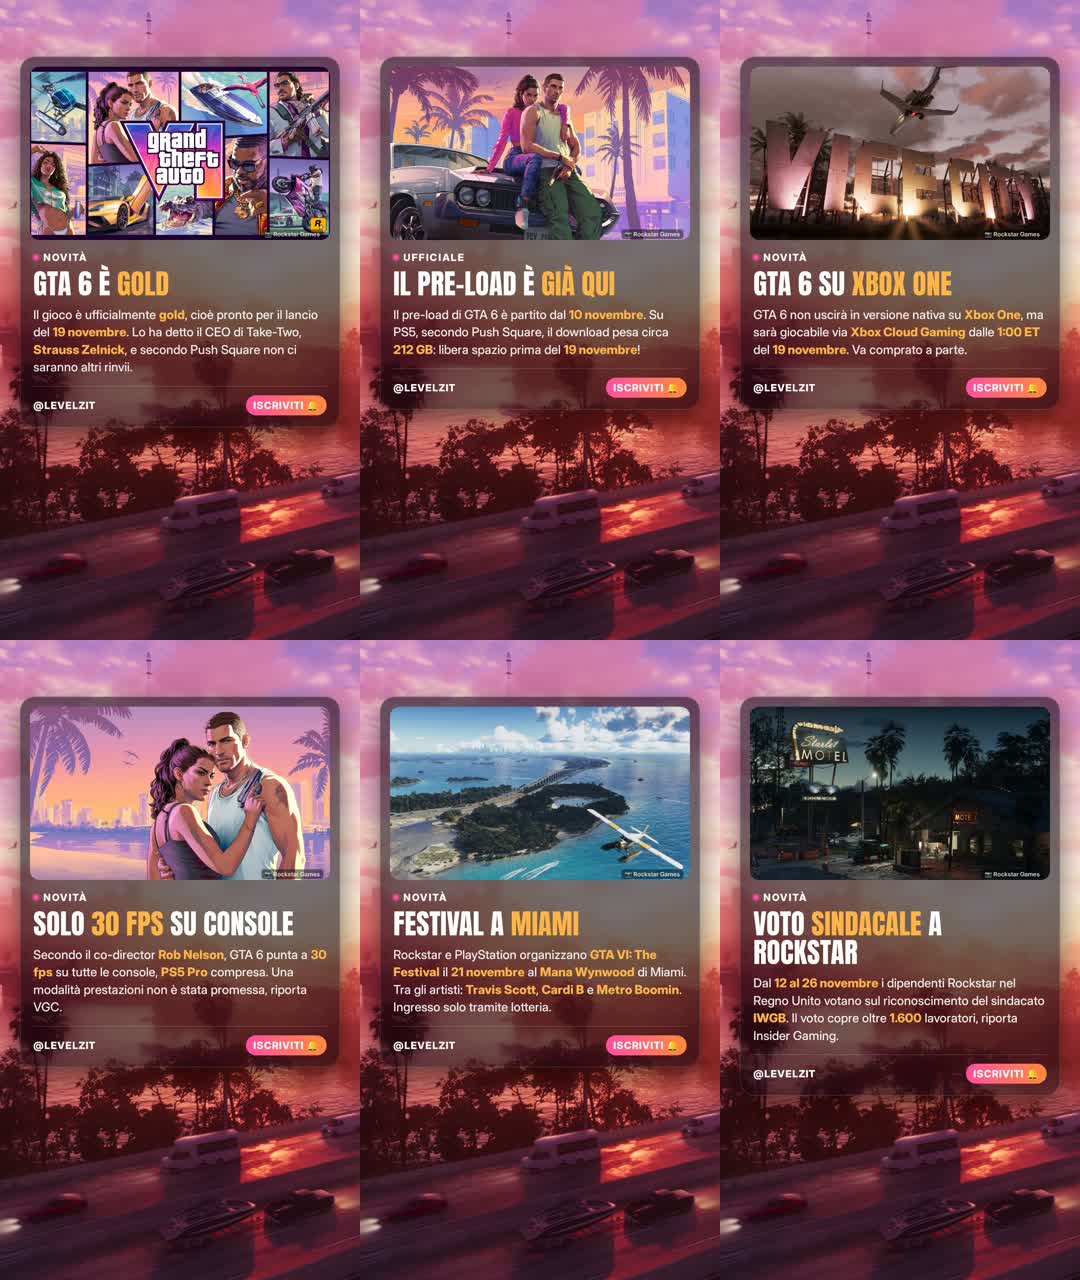 grand
theft
auto
VI
R
Rockstar Games
NOVITÀ
GTA 6 È GOLD
Il gioco è ufficialmente gold, cioè pronto per il lancio
del 19 novembre. Lo ha detto il CEO di Take-Two,
Strauss Zelnick, e secondo Push Square non ci
saranno altri rinvii.
@LEVELZIT
ISCRIVITI 🔔
Rockstar Games
UFFICIALE
IL PRE-LOAD È GIÀ QUI
Il pre-load di GTA 6 è partito dal 10 novembre. Su
PS5, secondo Push Square, il download pesa circa
212 GB: libera spazio prima del 19 novembre!
@LEVELZIT
ISCRIVITI 🔔
VICE CITY
Rockstar Games
NOVITÀ
GTA 6 SU XBOX ONE
GTA 6 non uscirà in versione nativa su Xbox One, ma
sarà giocabile via Xbox Cloud Gaming dalle 1:00 ET
del 19 novembre. Va comprato a parte.
@LEVELZIT
ISCRIVITI 🔔
Rockstar Games
NOVITÀ
SOLO 30 FPS SU CONSOLE
Secondo il co-director Rob Nelson, GTA 6 punta a 30
fps su tutte le console, PS5 Pro compresa. Una
modalità prestazioni non è stata promessa, riporta
VGC.
@LEVELZIT
ISCRIVITI 🔔
Rockstar Games
NOVITÀ
FESTIVAL A MIAMI
Rockstar e PlayStation organizzano GTA VI: The
Festival il 21 novembre al Mana Wynwood di Miami.
Tra gli artisti: Travis Scott, Cardi B e Metro Boomin.
Ingresso solo tramite lotteria.
@LEVELZIT
ISCRIVITI 🔔
Starlet
MOTEL
MOTEL
Rockstar Games
NOVITÀ
VOTO SINDACALE A
ROCKSTAR
Dal 12 al 26 novembre i dipendenti Rockstar nel
Regno Unito votano sul riconoscimento del sindacato
IWGB. Il voto copre oltre 1.600 lavoratori, riporta
Insider Gaming.
@LEVELZIT
ISCRIVITI 🔔